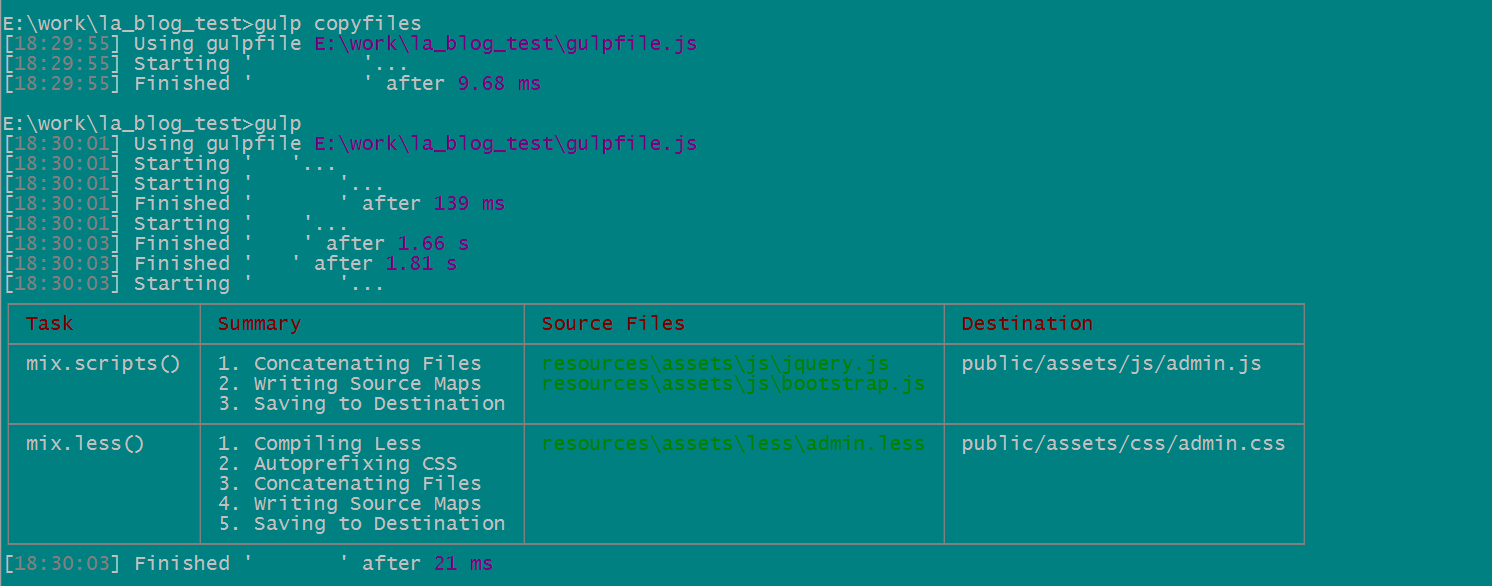 E:\work\la_blog_test>gulp copyfiles
[18:29:55] Using gulpfile E:\work\la_blog_test\gulpfile.js
[18:29:55] Starting '         '...
[18:29:55] Finished '         ' after 9.68 ms
E:\work\la_blog_test>gulp
[18:30:01] Using gulpfile E:\work\la_blog_test\gulpfile.js
[18:30:01] Starting '   '...
[18:30:01] Starting '       '...
[18:30:01] Finished '       ' after 139 ms
[18:30:01] Starting '    '...
[18:30:03] Finished '    ' after 1.66 s
[18:30:03] Finished '   ' after 1.81 s
[18:30:03] Starting '       '...
Task Summary Source Files Destination
mix.scripts() 1. Concatenating Files resources\assets\js\jquery.js public/assets/js/admin.js
2. Writing Source Maps resources\assets\js\bootstrap.js
3. Saving to Destination
mix.less() 1. Compiling Less resources\assets\less\admin.less public/assets/css/admin.css
2. Autoprefixing CSS
3. Concatenating Files
4. Writing Source Maps
5. Saving to Destination
[18:30:03] Finished '       ' after 21 ms